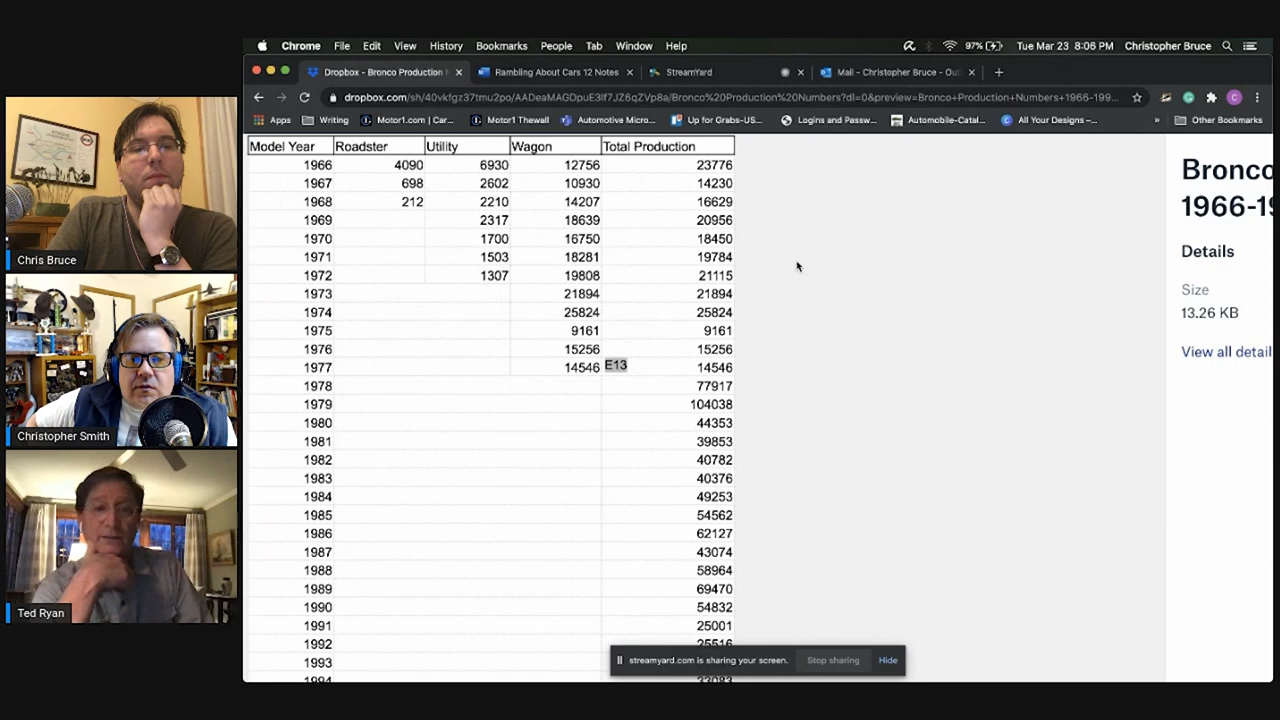 Chrome File Edit View History Bookmarks People Tab Window Help 97% Tue Mar 23 8:06 PM Christopher Bruce
Dropbox - Bronco Production Rambling About Cars 12 Notes StreamYard Mail - Christopher Bruce - Ou
dropbox.com/sh/40vkfgz37tmu2po/AADeaMAGDpuE3lf7JZ6qZVp8a/Bronco%20Production%20Numbers?dl=0&preview=Bronco+Production+Numbers+1966-199...
Apps Writing Motor1.com | Car... Motor1 Thewall Automotive Micro... Up for Grabs-US... Logins and Passw... Automobile-Catal... All Your Designs –... » Other Bookmarks
Model Year Roadster Utility Wagon Total Production
1966 4090 6930 12756 23776
1967 698 2602 10930 14230
1968 212 2210 14207 16629
1969 2317 18639 20956
1970 1700 16750 18450
1971 1503 18281 19784
1972 1307 19808 21115
1973 21894 21894
1974 25824 25824
1975 9161 9161
1976 15256 15256
1977 14546 E13 14546
1978 77917
1979 104038
1980 44353
1981 39853
1982 40782
1983 40376
1984 49253
1985 54562
1986 62127
1987 43074
1988 58964
1989 69470
1990 54832
1991 25001
1992 25516
1993
1994 33083
Bronco
1966-19
Details
Size
13.26 KB
View all detail
streamyard.com is sharing your screen. Stop sharing Hide
Chris Bruce
Christopher Smith
Ted Ryan